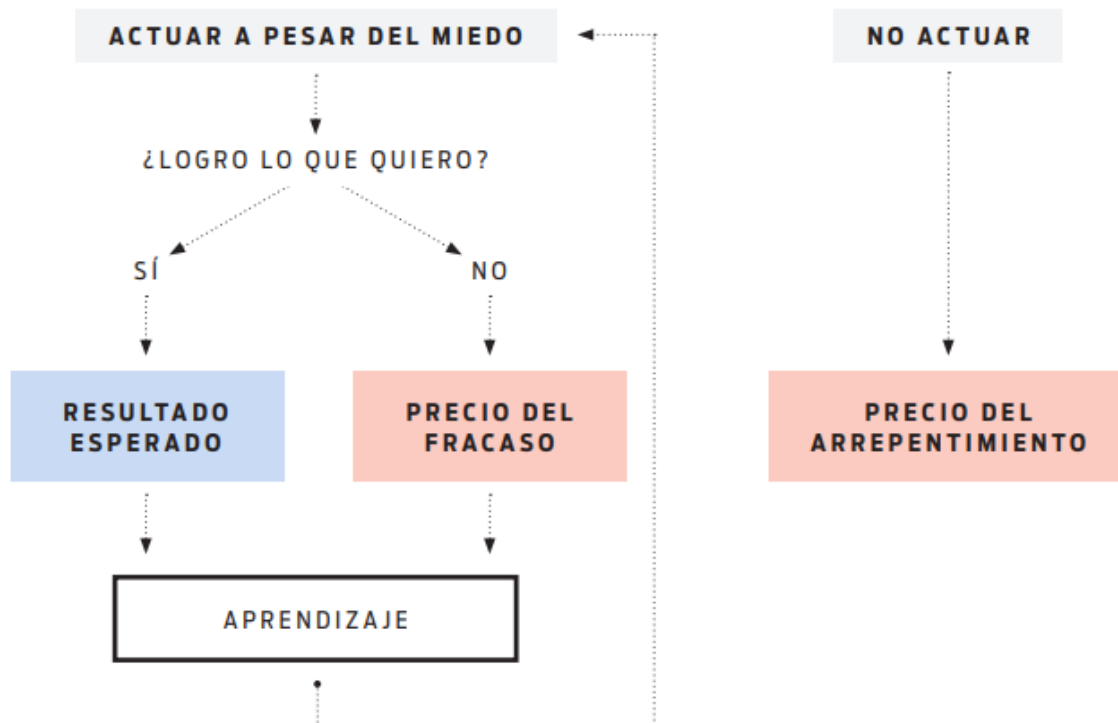 ACTUAR A PESAR DEL MIEDO
NO ACTUAR
¿LOGRO LO QUE QUIERO?
SÍ
NO
RESULTADO
ESPERADO
PRECIO DEL
FRACASO
PRECIO DEL
ARREPENTIMIENTO
APRENDIZAJE